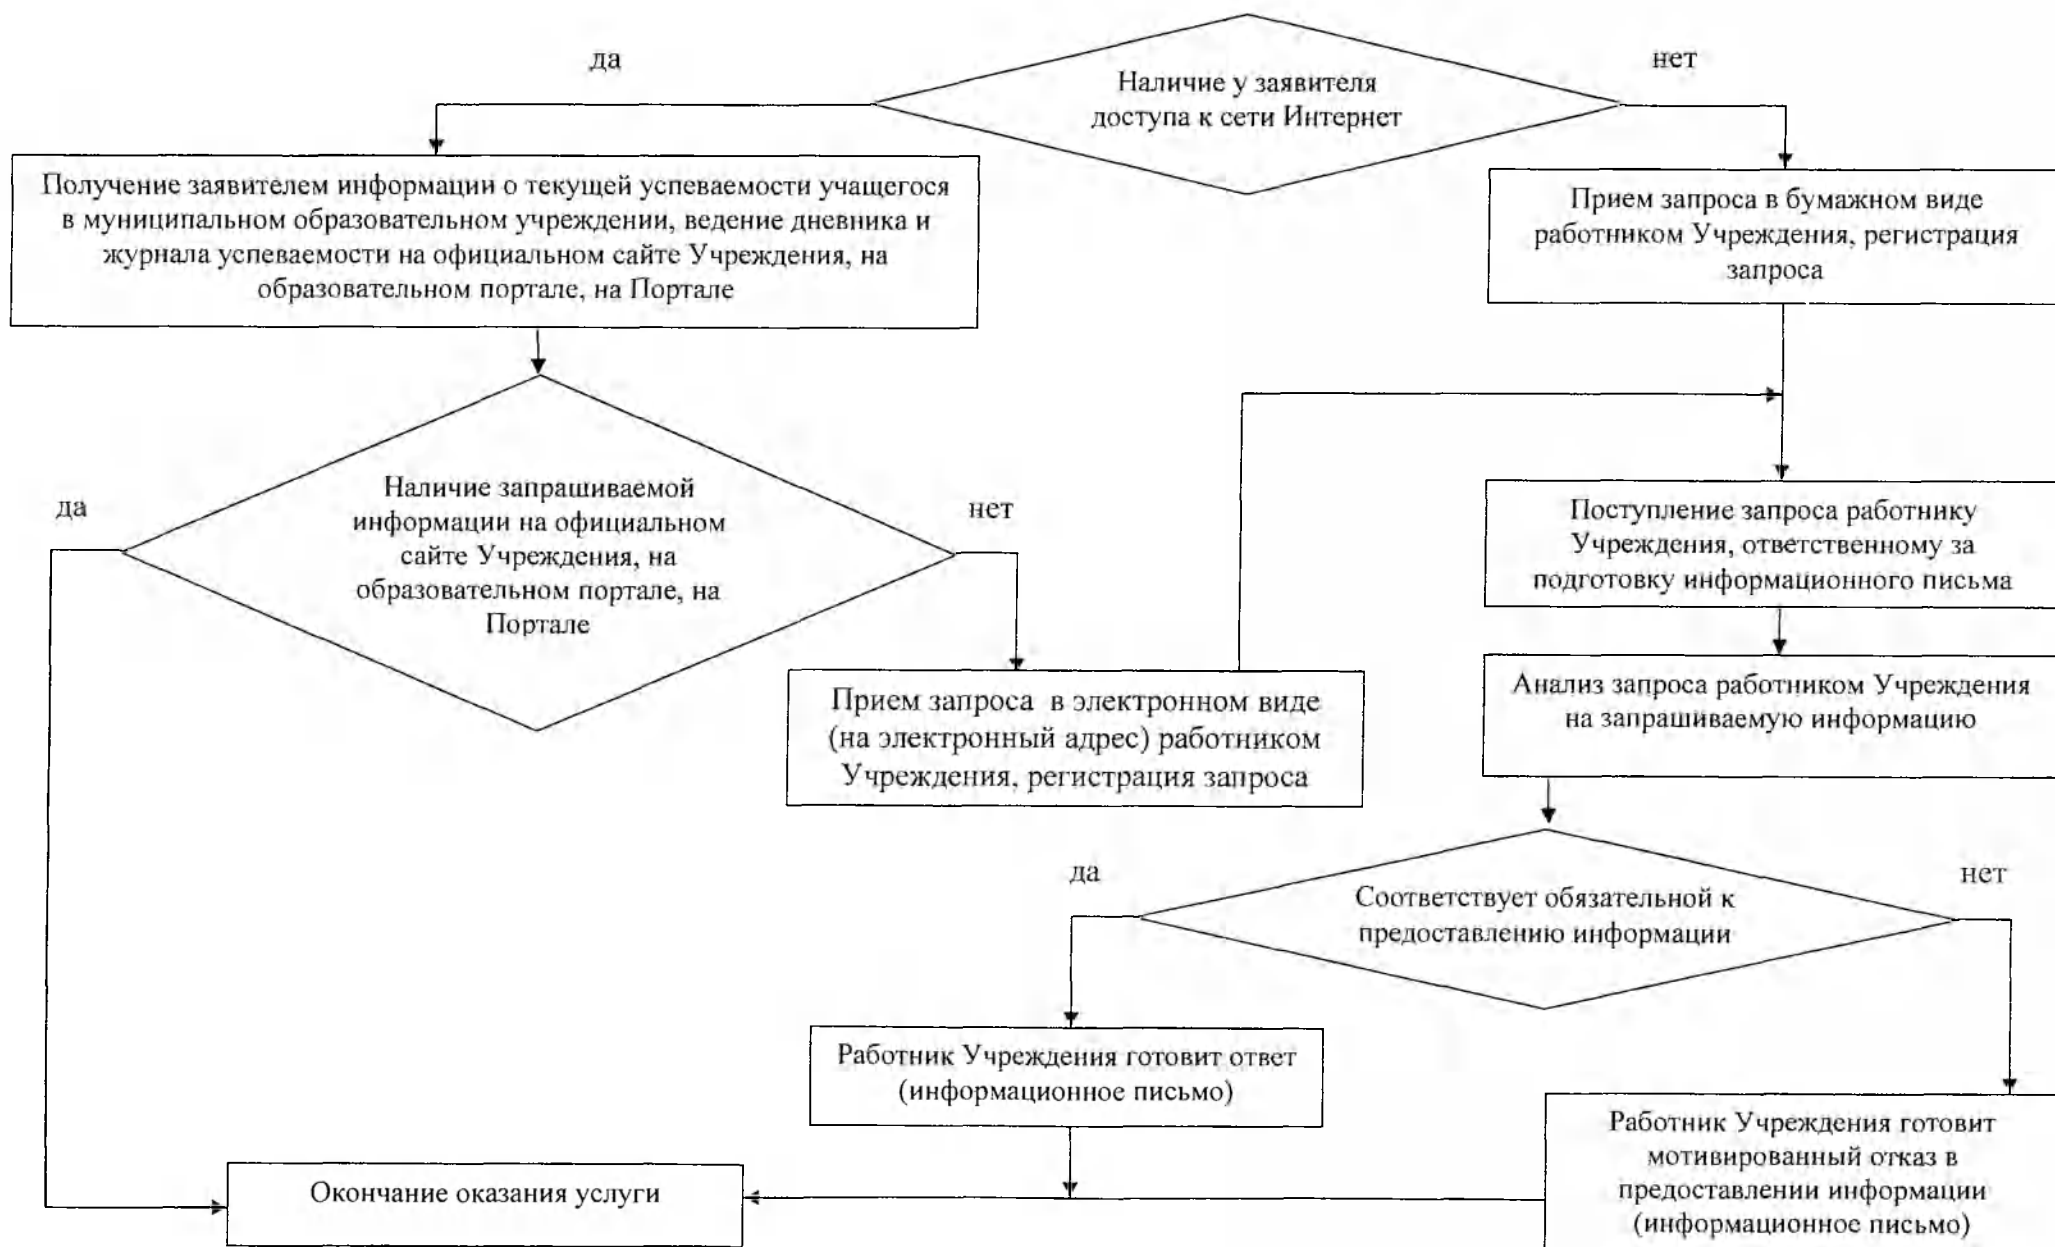 да
нет
Наличие у заявителя
доступа к сети Интернет
Получение заявителем информации о текущей успеваемости учащегося
в муниципальном образовательном учреждении, ведение дневника и
журнала успеваемости на официальном сайте Учреждения, на
образовательном портале, на Портале
Прием запроса в бумажном виде
работником Учреждения, регистрация
запроса
да
Наличие запрашиваемой
информации на официальном
сайте Учреждения, на
образовательном портале, на
Портале
нет
Поступление запроса работнику
Учреждения, ответственному за
подготовку информационного письма
Прием запроса в электронном виде
(на электронный адрес) работником
Учреждения, регистрация запроса
Анализ запроса работником Учреждения
на запрашиваемую информацию
да
нет
Соответствует обязательной к
предоставлению информации
Работник Учреждения готовит ответ
(информационное письмо)
Работник Учреждения готовит
мотивированный отказ в
предоставлении информации
(информационное письмо)
Окончание оказания услуги